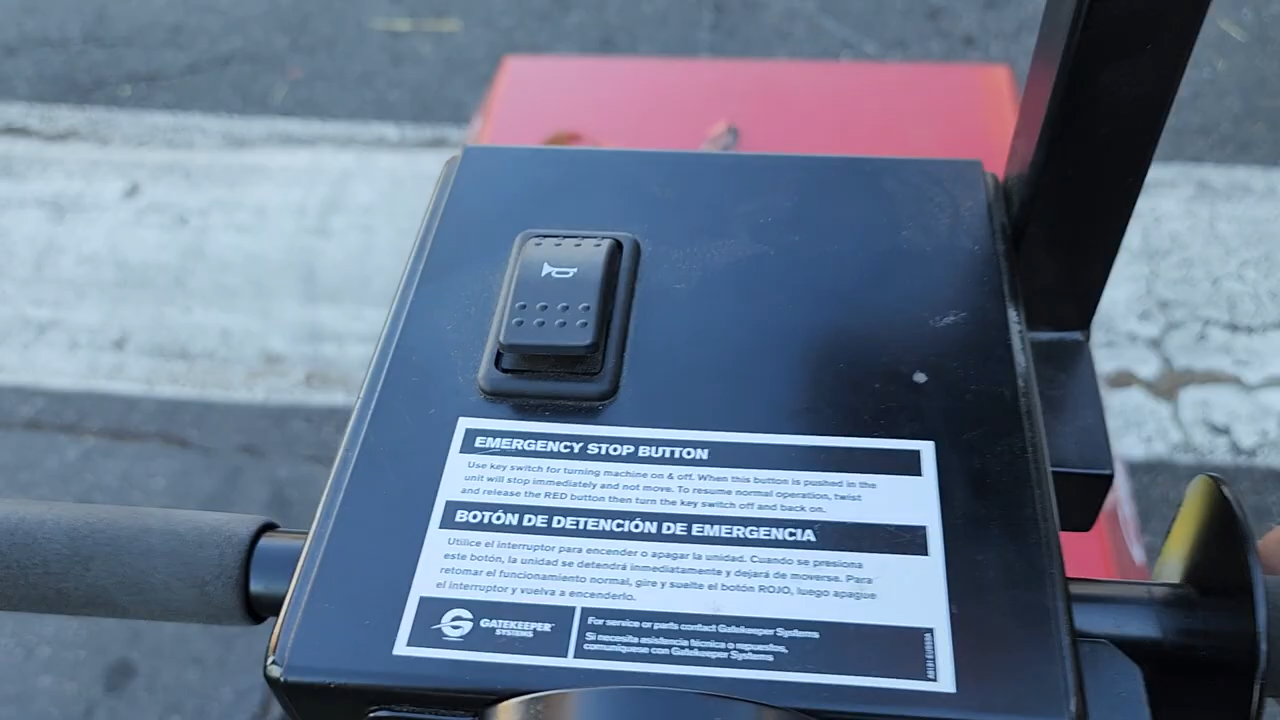 EMERGENCY STOP BUTTON
Use key switch for turning machine on & off. When this button is pushed in the
unit will stop immediately and not move. To resume normal operation, twist
and release the RED button then turn the key switch off and back on.
BOTÓN DE DETENCIÓN DE EMERGENCIA
Utilice el interruptor para encender o apagar la unidad. Cuando se presiona
este botón, la unidad se detendrá inmediatamente y dejará de moverse. Para
retomar el funcionamiento normal, gire y suelte el botón ROJO, luego apague
el interruptor y vuelva a encenderlo.
GATEKEEPER
SYSTEMS
For service or parts contact Gatekeeper Systems
Si necesita asistencia técnica o repuestos,
comuníquese con Gatekeeper Systems